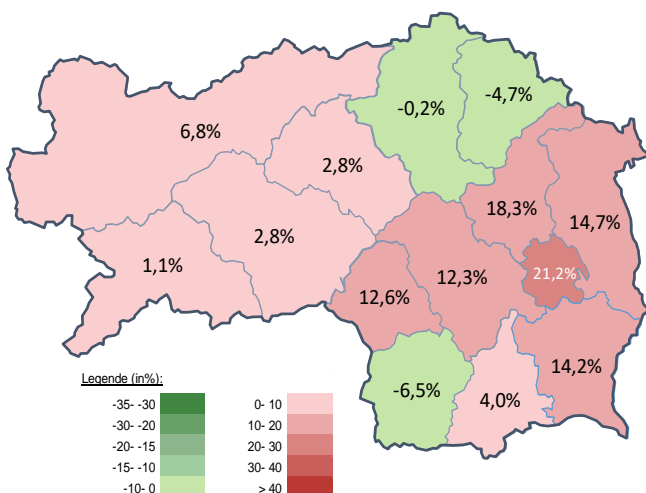 -4,7%
-0,2%
6,8%
2,8%
18,3%
14,7%
2,8%
1,1%
12,3%
21,2%
12,6%
14,2%
-6,5%
4,0%
Legende (in%):
-35- -30 0- 10
-30- -20 10- 20
-20- -15 20- 30
-15- -10 30- 40
-10- 0 > 40